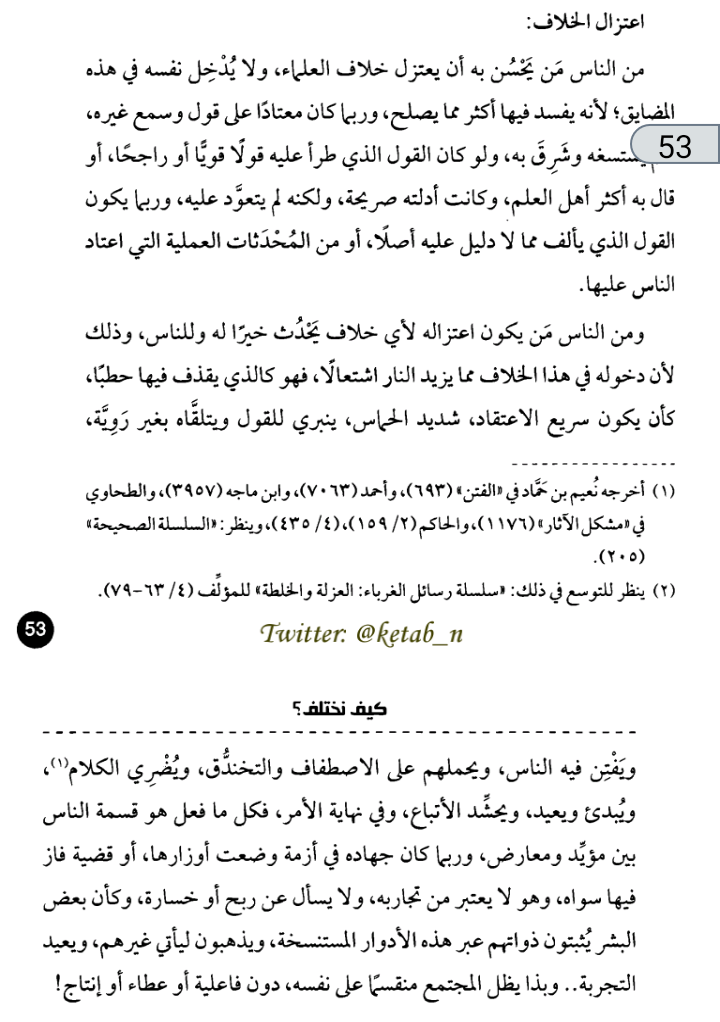 اعتزال الخلاف:
من الناس مَن يَحْسُن به أن يعتزل خلاف العلماء، ولا يُدْخِل نفسه في هذه
المضايق؛ لأنه يفسد فيها أكثر مما يصلح، وربما كان معتادًا على قول وسمع غيره،
يستسغه وشَرِقَ به، ولو كان القول الذي طرأ عليه قولًا قويًّا أو راجحًا، أو
53
قال به أكثر أهل العلم، وكانت أدلته صريحة، ولكنه لم يتعوَّد عليه، وربما يكون
القول الذي يألف مما لا دليل عليه أصلًا، أو من المُحْدَثات العملية التي اعتاد
الناس عليها.
ومن الناس مَن يكون اعتزاله لأي خلاف يَحْدُث خيرًا له وللناس، وذلك
لأن دخوله في هذا الخلاف مما يزيد النار اشتعالًا، فهو كالذي يقذف فيها حطبًا،
كأن يكون سريع الاعتقاد، شديد الحماس، ينبري للقول ويتلقَّاه بغير رَوِيَّة،
(١) أخرجه نُعيم بن حَمَّاد في «الفتن» (٦٩٣)، وأحمد (٧٠٦٣)، وابن ماجه (٣٩٥٧)، والطحاوي
في «مشكل الآثار» (١١٧٦)، والحاكم (٢/ ١٥٩)، (٤/ ٤٣٥)، وينظر: «السلسلة الصحيحة»
(٢٠٥).
(٢) ينظر للتوسع في ذلك: «سلسلة رسائل الغرباء: العزلة والخلطة» للمؤلِّف (٤/ ٦٣-٧٩).
53
Twitter: @ketab_n
كيف نختلف؟
ويَفْتِن فيه الناس، ويحملهم على الاصطفاف والتخندُّق، ويُضْرِي الكلام(١)،
ويُبدئ ويعيد، ويحشِّد الأتباع، وفي نهاية الأمر، فكل ما فعل هو قسمة الناس
بين مؤيِّد ومعارض، وربما كان جهاده في أزمة وضعت أوزارها، أو قضية فاز
فيها سواه، وهو لا يعتبر من تجاربه، ولا يسأل عن ربح أو خسارة، وكأن بعض
البشر يُثبتون ذواتهم عبر هذه الأدوار المستنسخة، ويذهبون ليأتي غيرهم، ويعيد
التجربة.. وبذا يظل المجتمع منقسمًا على نفسه، دون فاعلية أو عطاء أو إنتاج!